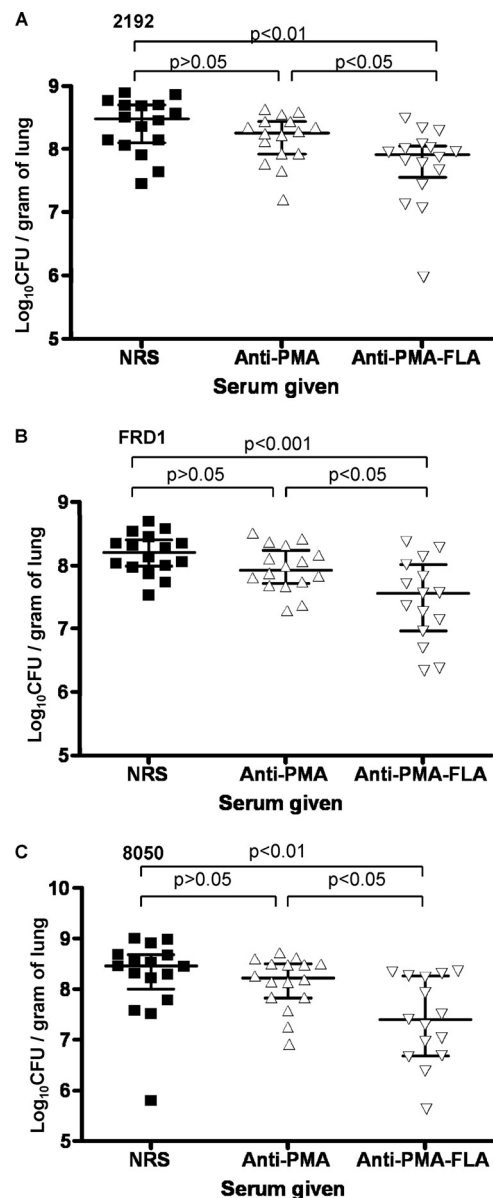 A
2192
p<0.01
p>0.05 p<0.05
9
8
7
6
5
Log10CFU / gram of lung
NRS Anti-PMA Anti-PMA-FLA
Serum given
B
FRD1
p<0.001
p>0.05 p<0.05
9
8
7
6
5
Log10CFU / gram of lung
NRS Anti-PMA Anti-PMA-FLA
Serum given
C
8050
p<0.01
p>0.05 p<0.05
10
9
8
7
6
5
Log10CFU / gram of lung
NRS Anti-PMA Anti-PMA-FLA
Serum given